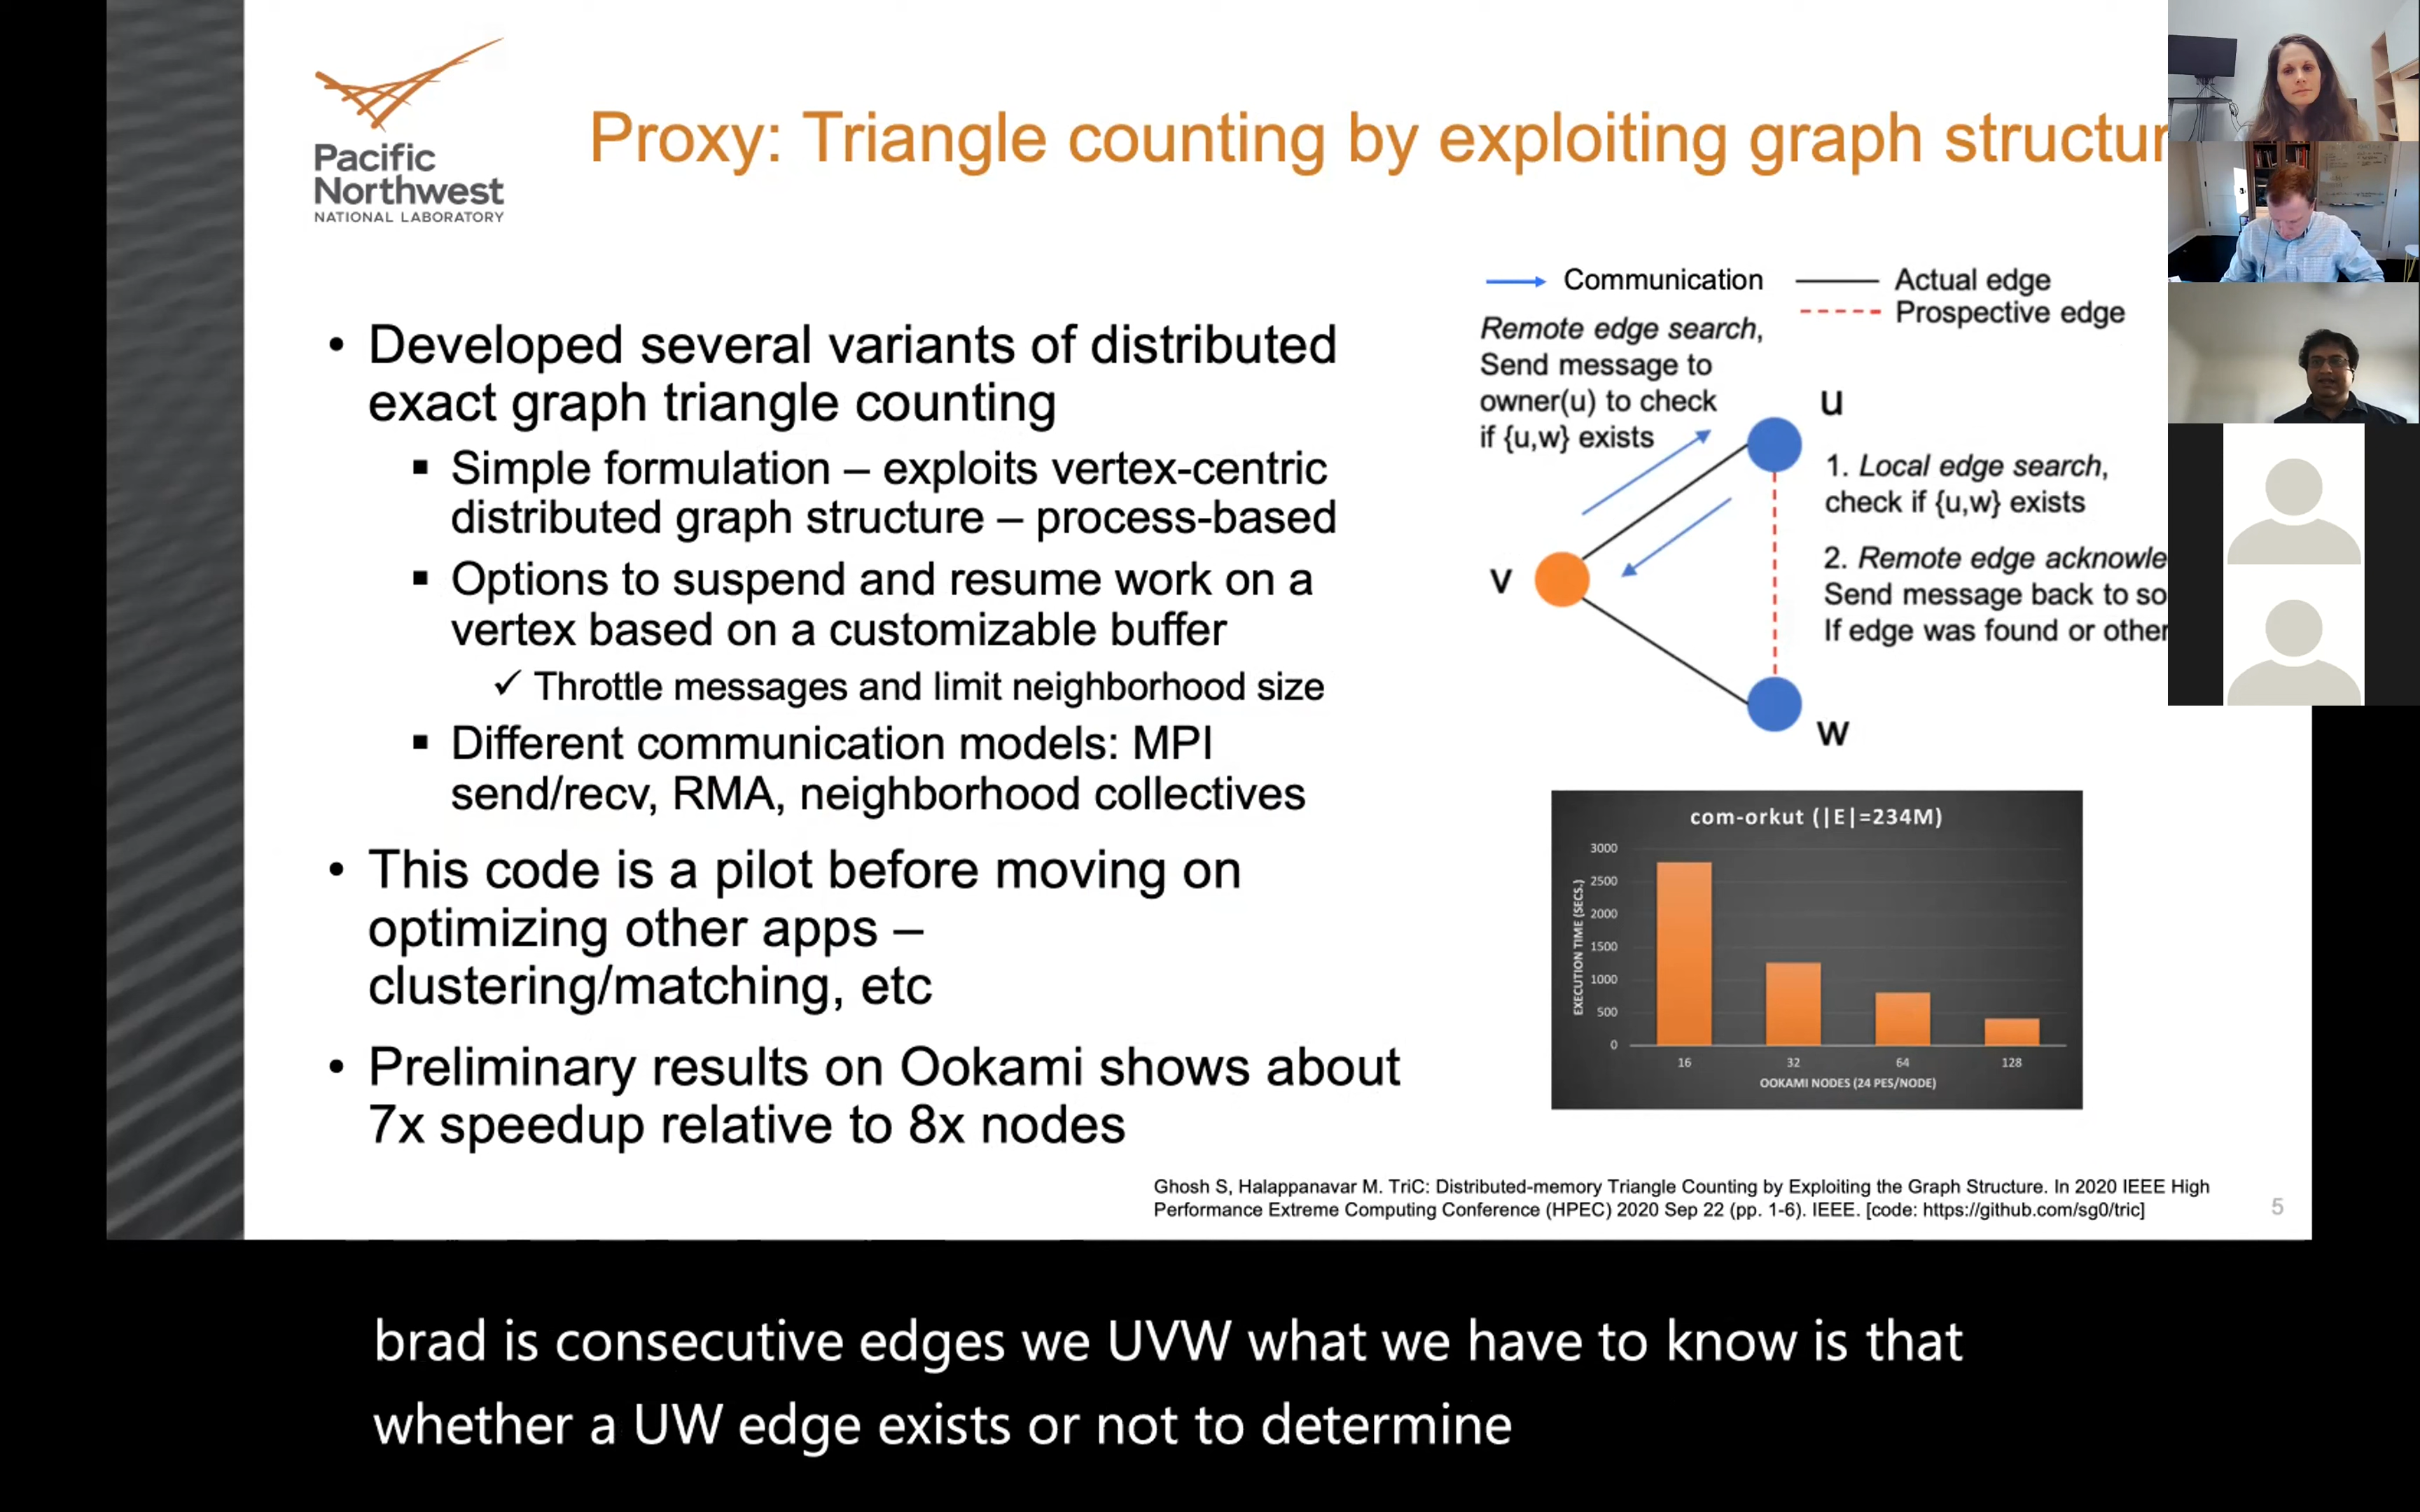 Pacific
Northwest
NATIONAL LABORATORY
Proxy: Triangle counting by exploiting graph structur
• Developed several variants of distributed
exact graph triangle counting
▪ Simple formulation – exploits vertex-centric
distributed graph structure – process-based
▪ Options to suspend and resume work on a
vertex based on a customizable buffer
✓ Throttle messages and limit neighborhood size
▪ Different communication models: MPI
send/recv, RMA, neighborhood collectives
• This code is a pilot before moving on
optimizing other apps –
clustering/matching, etc
• Preliminary results on Ookami shows about
7x speedup relative to 8x nodes
Communication
Actual edge
Prospective edge
Remote edge search,
Send message to
owner(u) to check
if {u,w} exists
u
1. Local edge search,
check if {u,w} exists
v
2. Remote edge acknowle
Send message back to so
If edge was found or other
w
com-orkut (|E|=234M)
EXECUTION TIME (SECS.)
3000
2500
2000
1500
1000
500
0
16 32 64 128
OOKAMI NODES (24 PES/NODE)
Ghosh S, Halappanavar M. TriC: Distributed-memory Triangle Counting by Exploiting the Graph Structure. In 2020 IEEE High
Performance Extreme Computing Conference (HPEC) 2020 Sep 22 (pp. 1-6). IEEE. [code: https://github.com/sg0/tric]
5
brad is consecutive edges we UVW what we have to know is that
whether a UW edge exists or not to determine